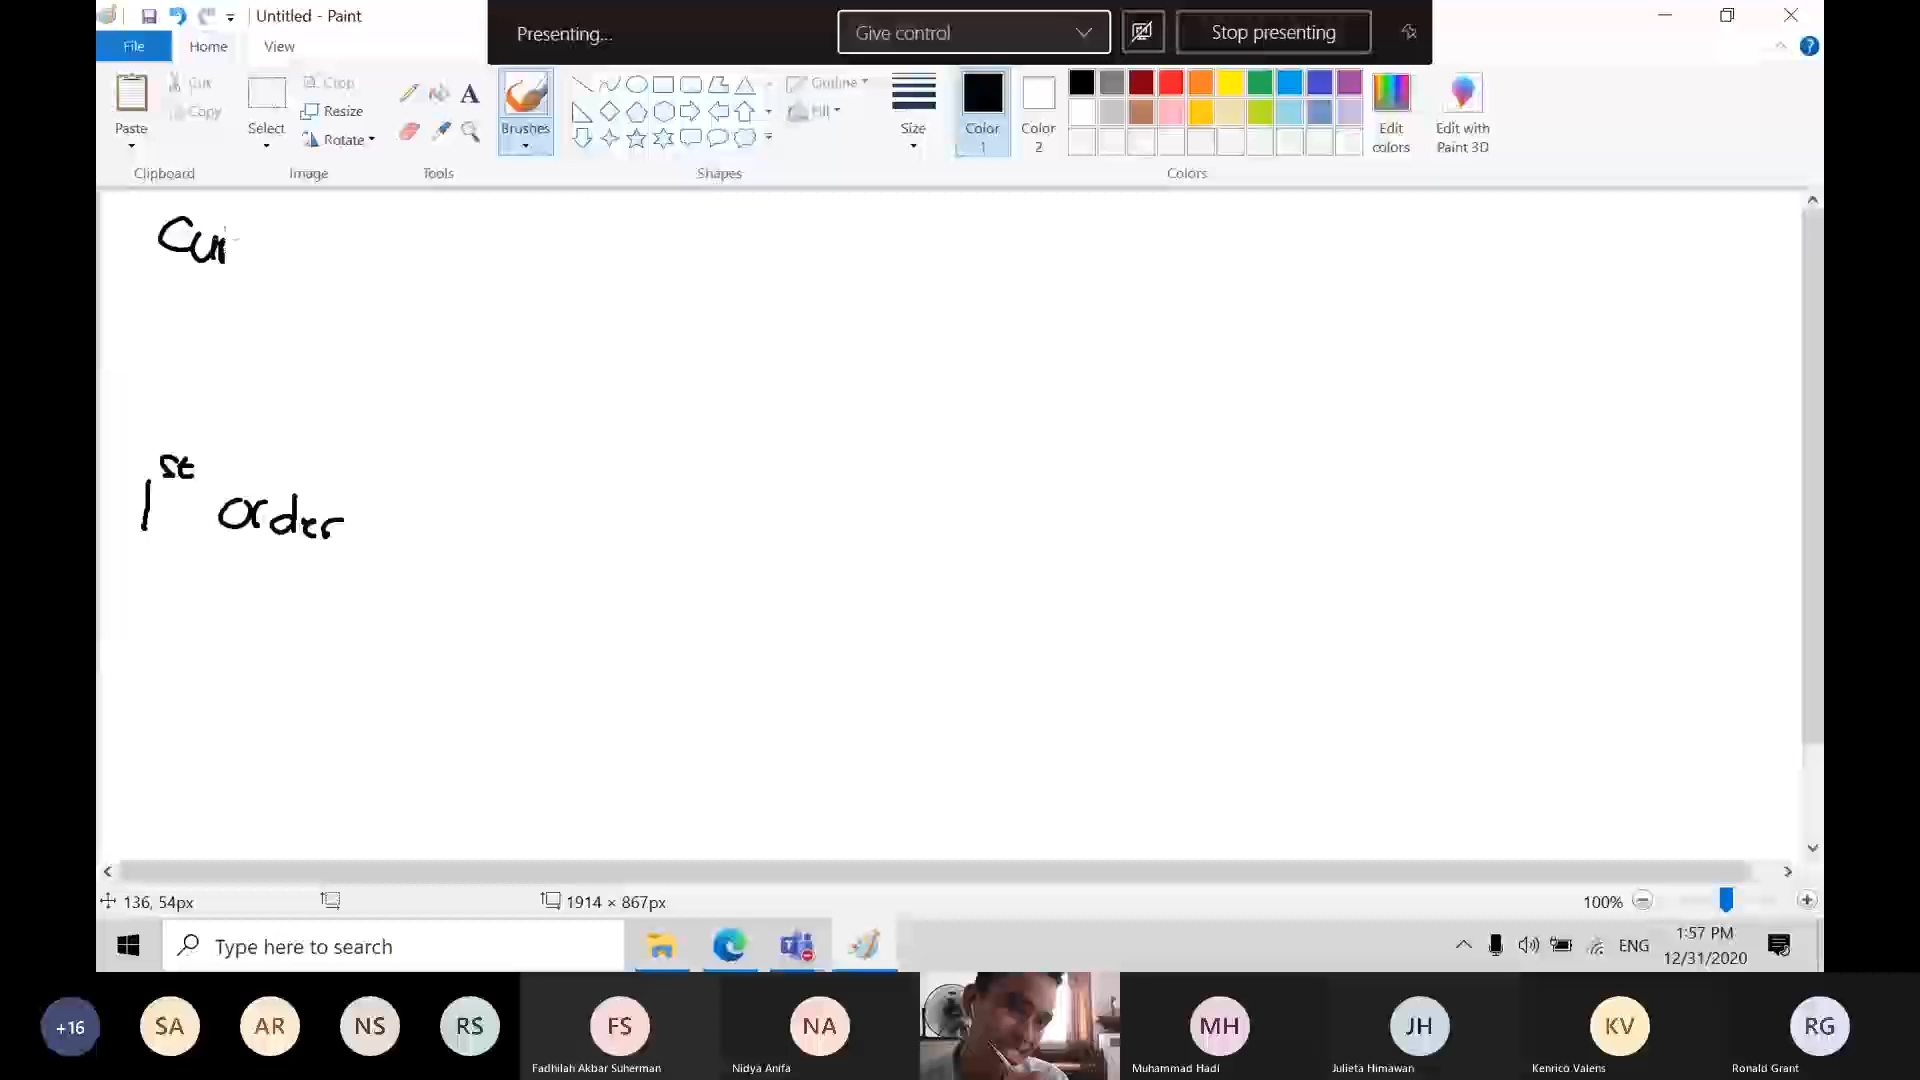 Untitled - Paint
Presenting...
Give control
Stop presenting
File
Home
View
Paste
Cut
Copy
Select
Crop
Resize
Rotate
A
Brushes
Outline
Fill
Size
Color 1
Color 2
Edit colors
Edit with Paint 3D
Clipboard
Image
Tools
Shapes
Colors
1st order
136, 54px
1914 × 867px
100%
Type here to search
ENG
1:57 PM
12/31/2020
+16
SA
AR
NS
RS
FS
NA
MH
JH
KV
RG
Fadhilah Akbar Suherman
Nidya Anifa
Muhammad Hadi
Julieta Himawan
Kenrico Valens
Ronald Grant